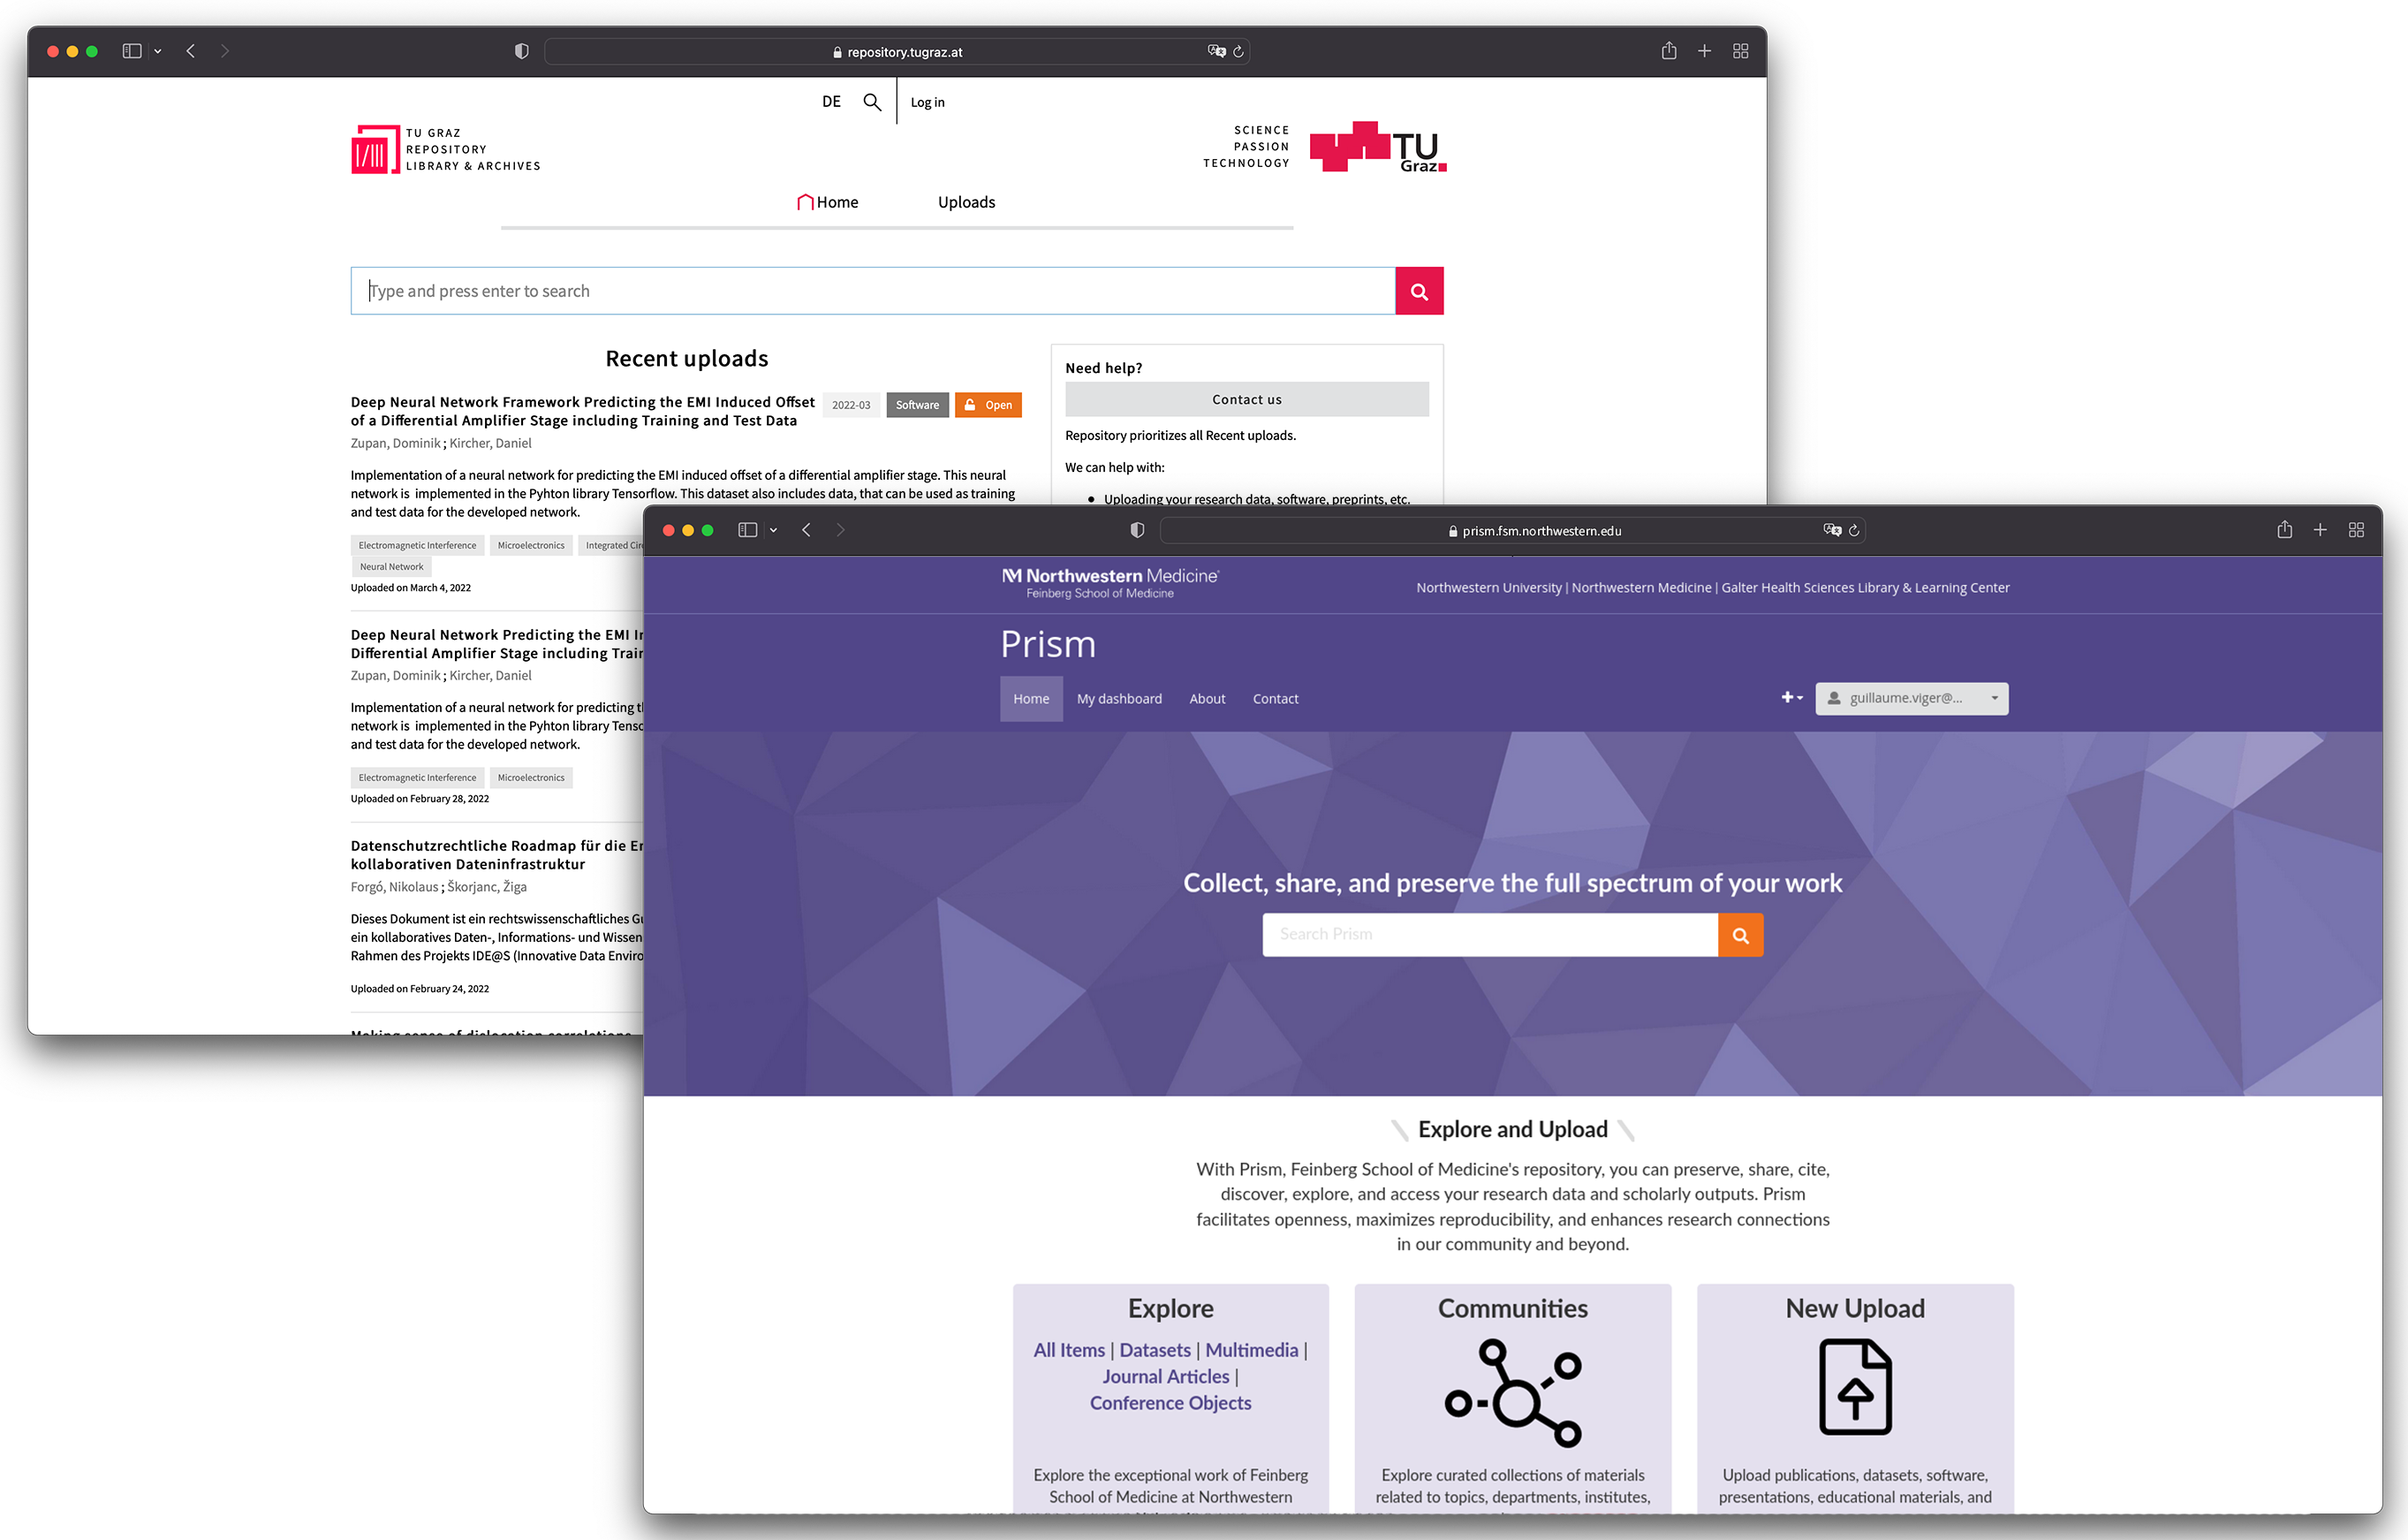 repository.tugraz.at
DE
Log in
TU GRAZ
REPOSITORY
LIBRARY & ARCHIVES
SCIENCE
PASSION
TECHNOLOGY
TU
Graz
Home
Uploads
Type and press enter to search
Recent uploads
Deep Neural Network Framework Predicting the EMI Induced Offset
of a Differential Amplifier Stage including Training and Test Data
2022-03
Software
Open
Zupan, Dominik ; Kircher, Daniel
Implementation of a neural network for predicting the EMI induced offset of a differential amplifier stage. This neural
network is implemented in the Pyhton library Tensorflow. This dataset also includes data, that can be used as training
and test data for the developed network.
Electromagnetic Interference
Microelectronics
Integrated
Neural Network
Uploaded on March 4, 2022
Deep Neural Network Predicting the EMI
Differential Amplifier Stage including
Zupan, Dominik ; Kircher, Daniel
Implementation of a neural network for predicting
network is implemented in the Pyhton library
and test data for the developed network.
Electromagnetic Interference
Microelectronics
Uploaded on February 28, 2022
Datenschutzrechtliche Roadmap für die
kollaborativen Dateninfrastruktur
Forgó, Nikolaus ; Škorjanc, Žiga
Dieses Dokument ist ein rechtswissenschaftliches
ein kollaboratives Daten-, Informations- und
Rahmen des Projekts IDE@S (Innovative Data
Uploaded on February 24, 2022
Making sense of dislocation correlations
Need help?
Contact us
Repository prioritizes all Recent uploads.
We can help with:
Uploading your research data, software, preprints, etc.
prism.fsm.northwestern.edu
NM Northwestern Medicine®
Feinberg School of Medicine
Northwestern University | Northwestern Medicine | Galter Health Sciences Library & Learning Center
Prism
Home
My dashboard
About
Contact
guillaume.viger@...
Collect, share, and preserve the full spectrum of your work
Search Prism
Explore and Upload
With Prism, Feinberg School of Medicine's repository, you can preserve, share, cite,
discover, explore, and access your research data and scholarly outputs. Prism
facilitates openness, maximizes reproducibility, and enhances research connections
in our community and beyond.
Explore
All Items | Datasets | Multimedia |
Journal Articles |
Conference Objects
Explore the exceptional work of Feinberg
School of Medicine at Northwestern
Communities
Explore curated collections of materials
related to topics, departments, institutes,
New Upload
Upload publications, datasets, software,
presentations, educational materials, and